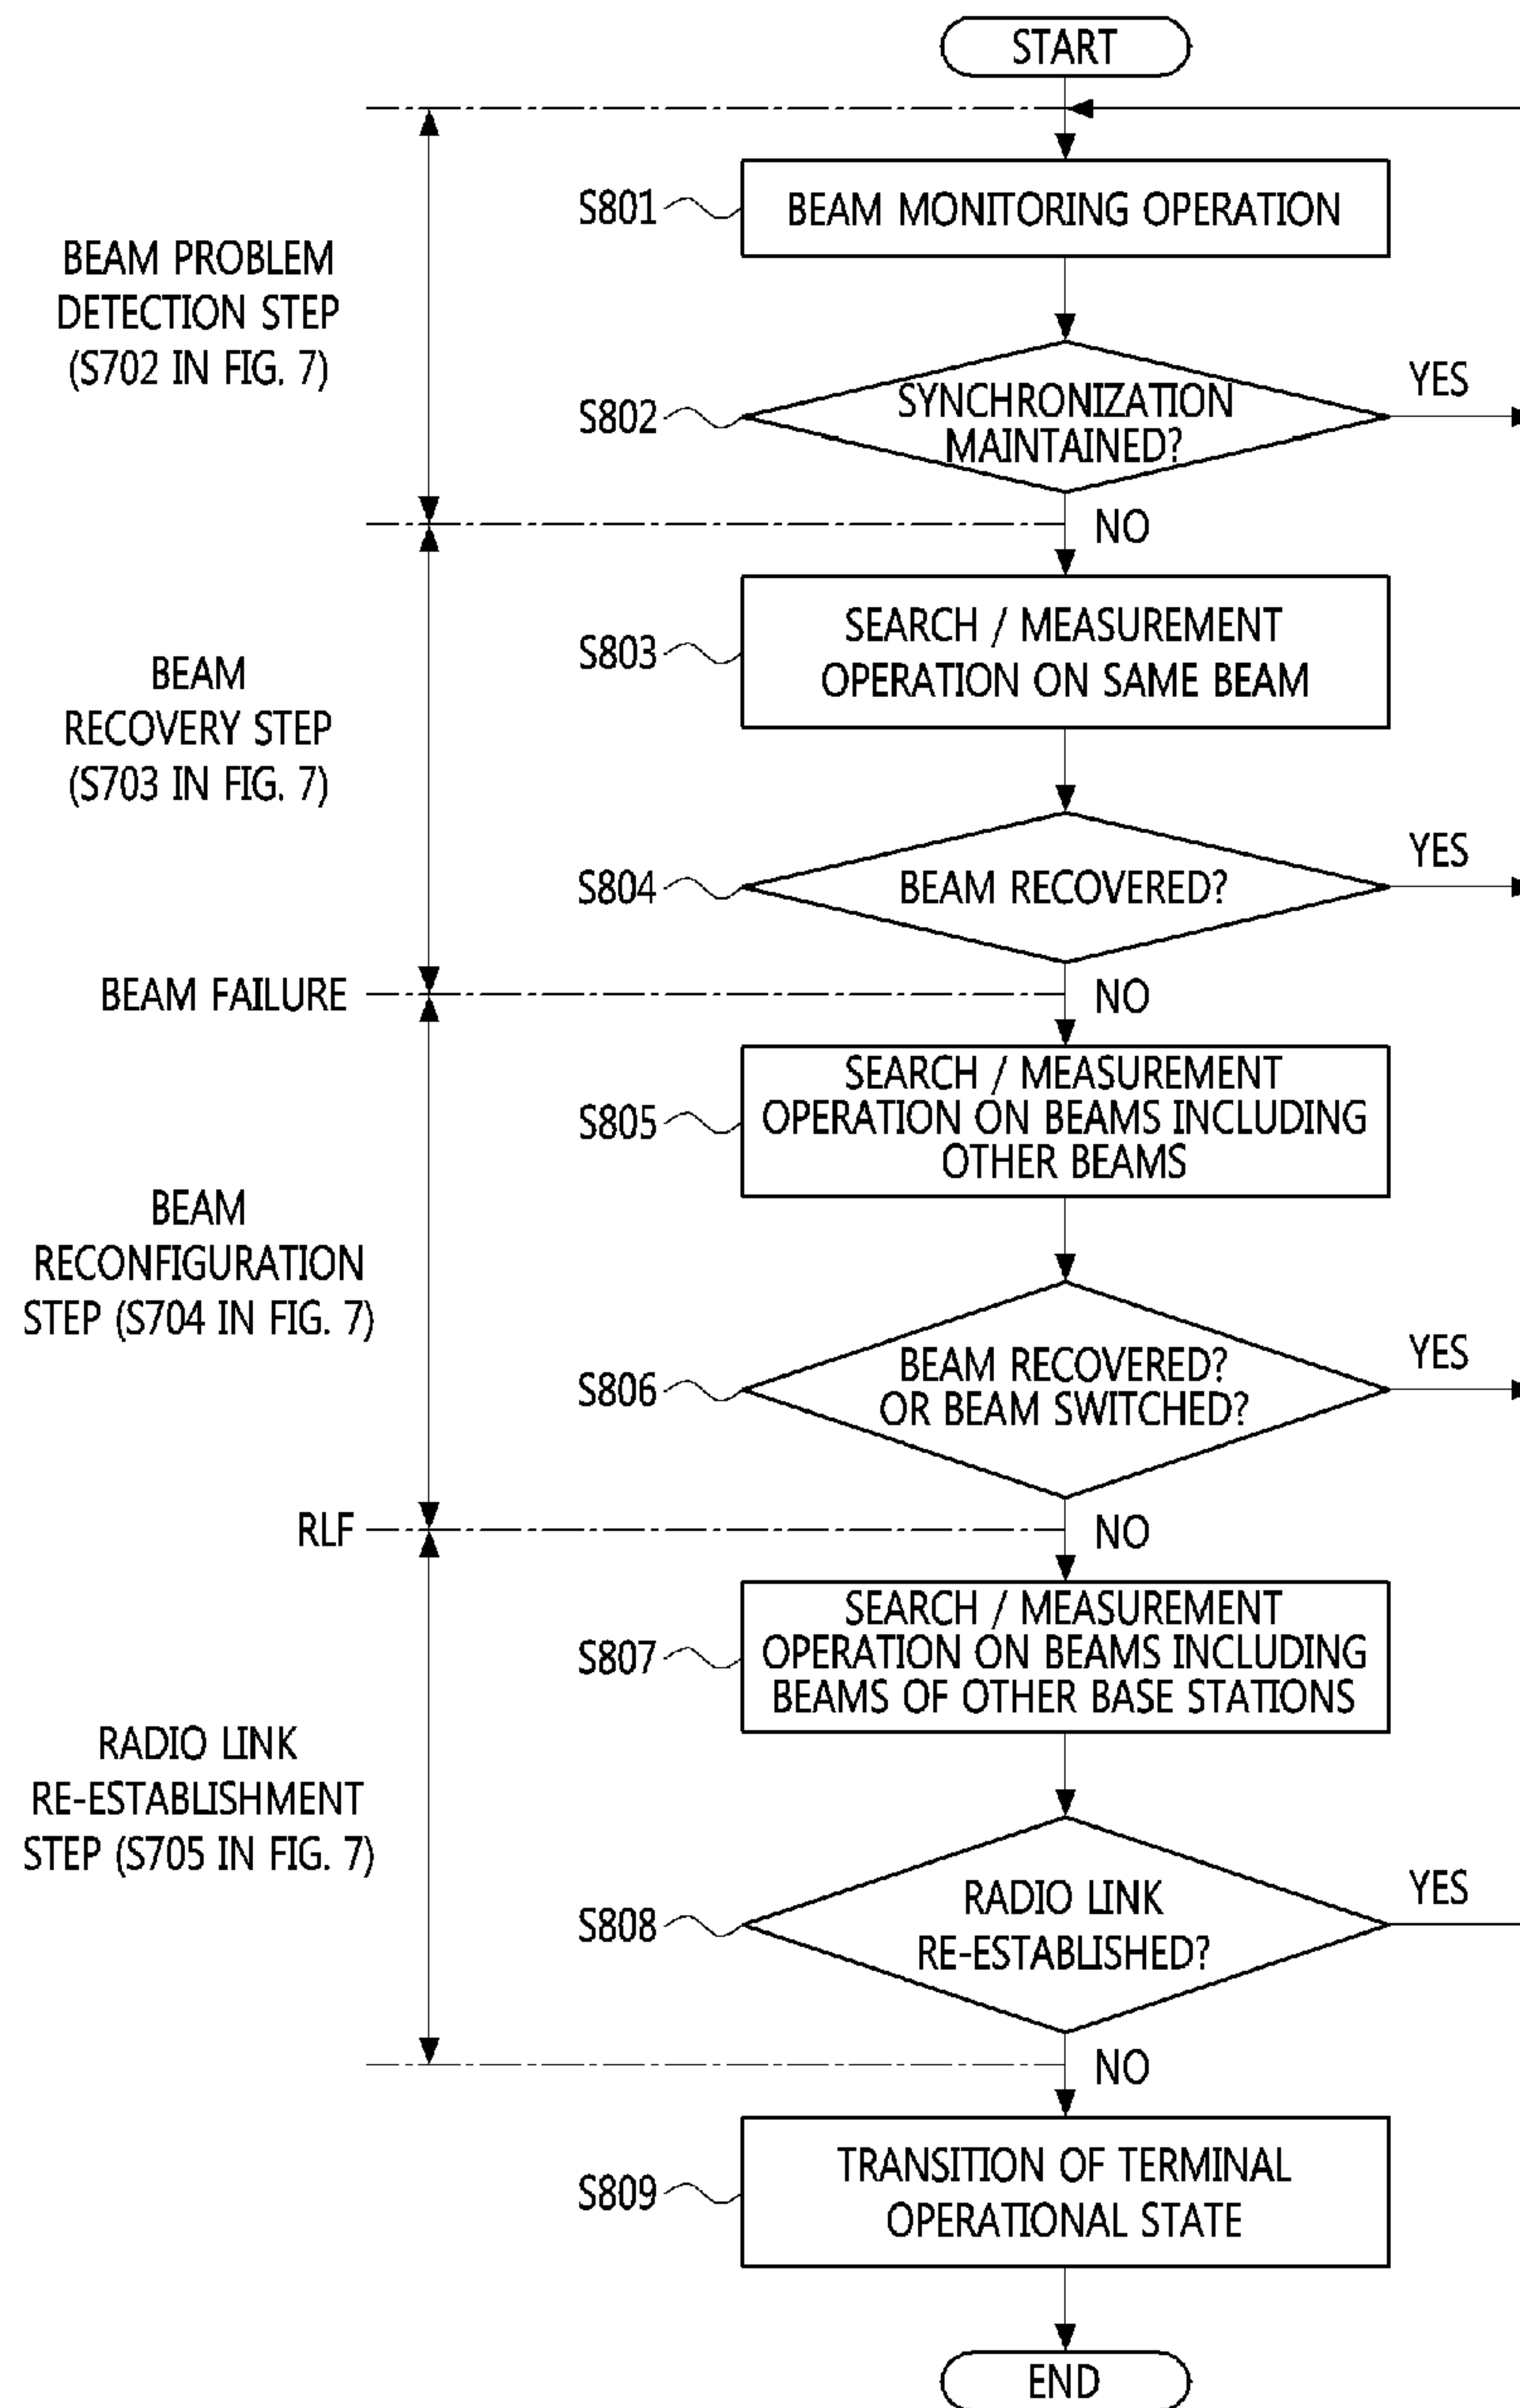 START
S801
BEAM MONITORING OPERATION
BEAM PROBLEM
DETECTION STEP
(S702 IN FIG. 7)
S802
SYNCHRONIZATION
MAINTAINED?
YES
NO
S803
SEARCH / MEASUREMENT
OPERATION ON SAME BEAM
BEAM
RECOVERY STEP
(S703 IN FIG. 7)
S804
BEAM RECOVERED?
YES
BEAM FAILURE
NO
S805
SEARCH / MEASUREMENT
OPERATION ON BEAMS INCLUDING
OTHER BEAMS
BEAM
RECONFIGURATION
STEP (S704 IN FIG. 7)
S806
BEAM RECOVERED?
OR BEAM SWITCHED?
YES
RLF
NO
S807
SEARCH / MEASUREMENT
OPERATION ON BEAMS INCLUDING
BEAMS OF OTHER BASE STATIONS
RADIO LINK
RE-ESTABLISHMENT
STEP (S705 IN FIG. 7)
S808
RADIO LINK
RE-ESTABLISHED?
YES
NO
S809
TRANSITION OF TERMINAL
OPERATIONAL STATE
END